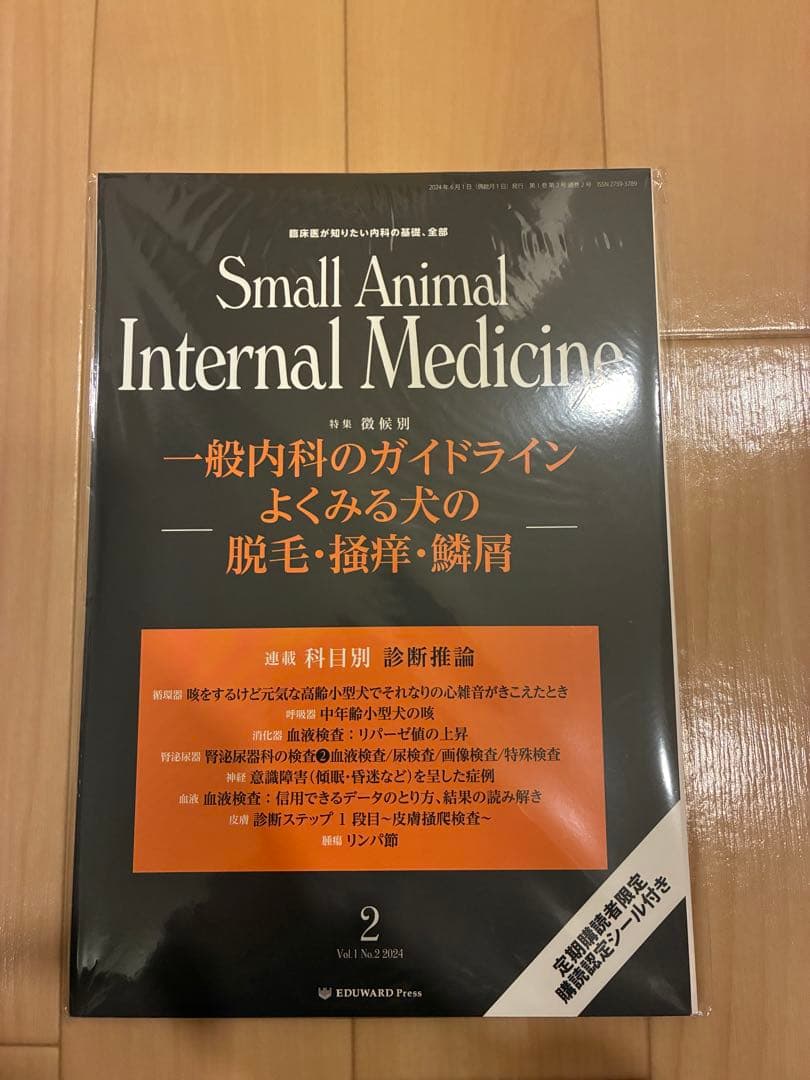 2024年6月1日（偶数月1日）発行 第1巻第2号通巻2号 ISSN 2759-3789
臨床医が知りたい内科の基礎、全部
Small Animal
Internal Medicine
特集 徴候別
一般内科のガイドライン
よくみる犬の
脱毛・掻痒・鱗屑
連載 科目別 診断推論
循環器 咳をするけど元気な高齢小型犬でそれなりの心雑音がきこえたとき
呼吸器 中年齢小型犬の咳
消化器 血液検査：リパーゼ値の上昇
腎泌尿器 腎泌尿器科の検査❷血液検査/尿検査/画像検査/特殊検査
神経 意識障害（傾眠・昏迷など）を呈した症例
血液 血液検査：信用できるデータのとり方、結果の読み解き
皮膚 診断ステップ1段目〜皮膚掻爬検査〜
腫瘍 リンパ節
2
Vol.1 No.2 2024
EDUWARD Press
定期購読者限定
購読認定シール付き